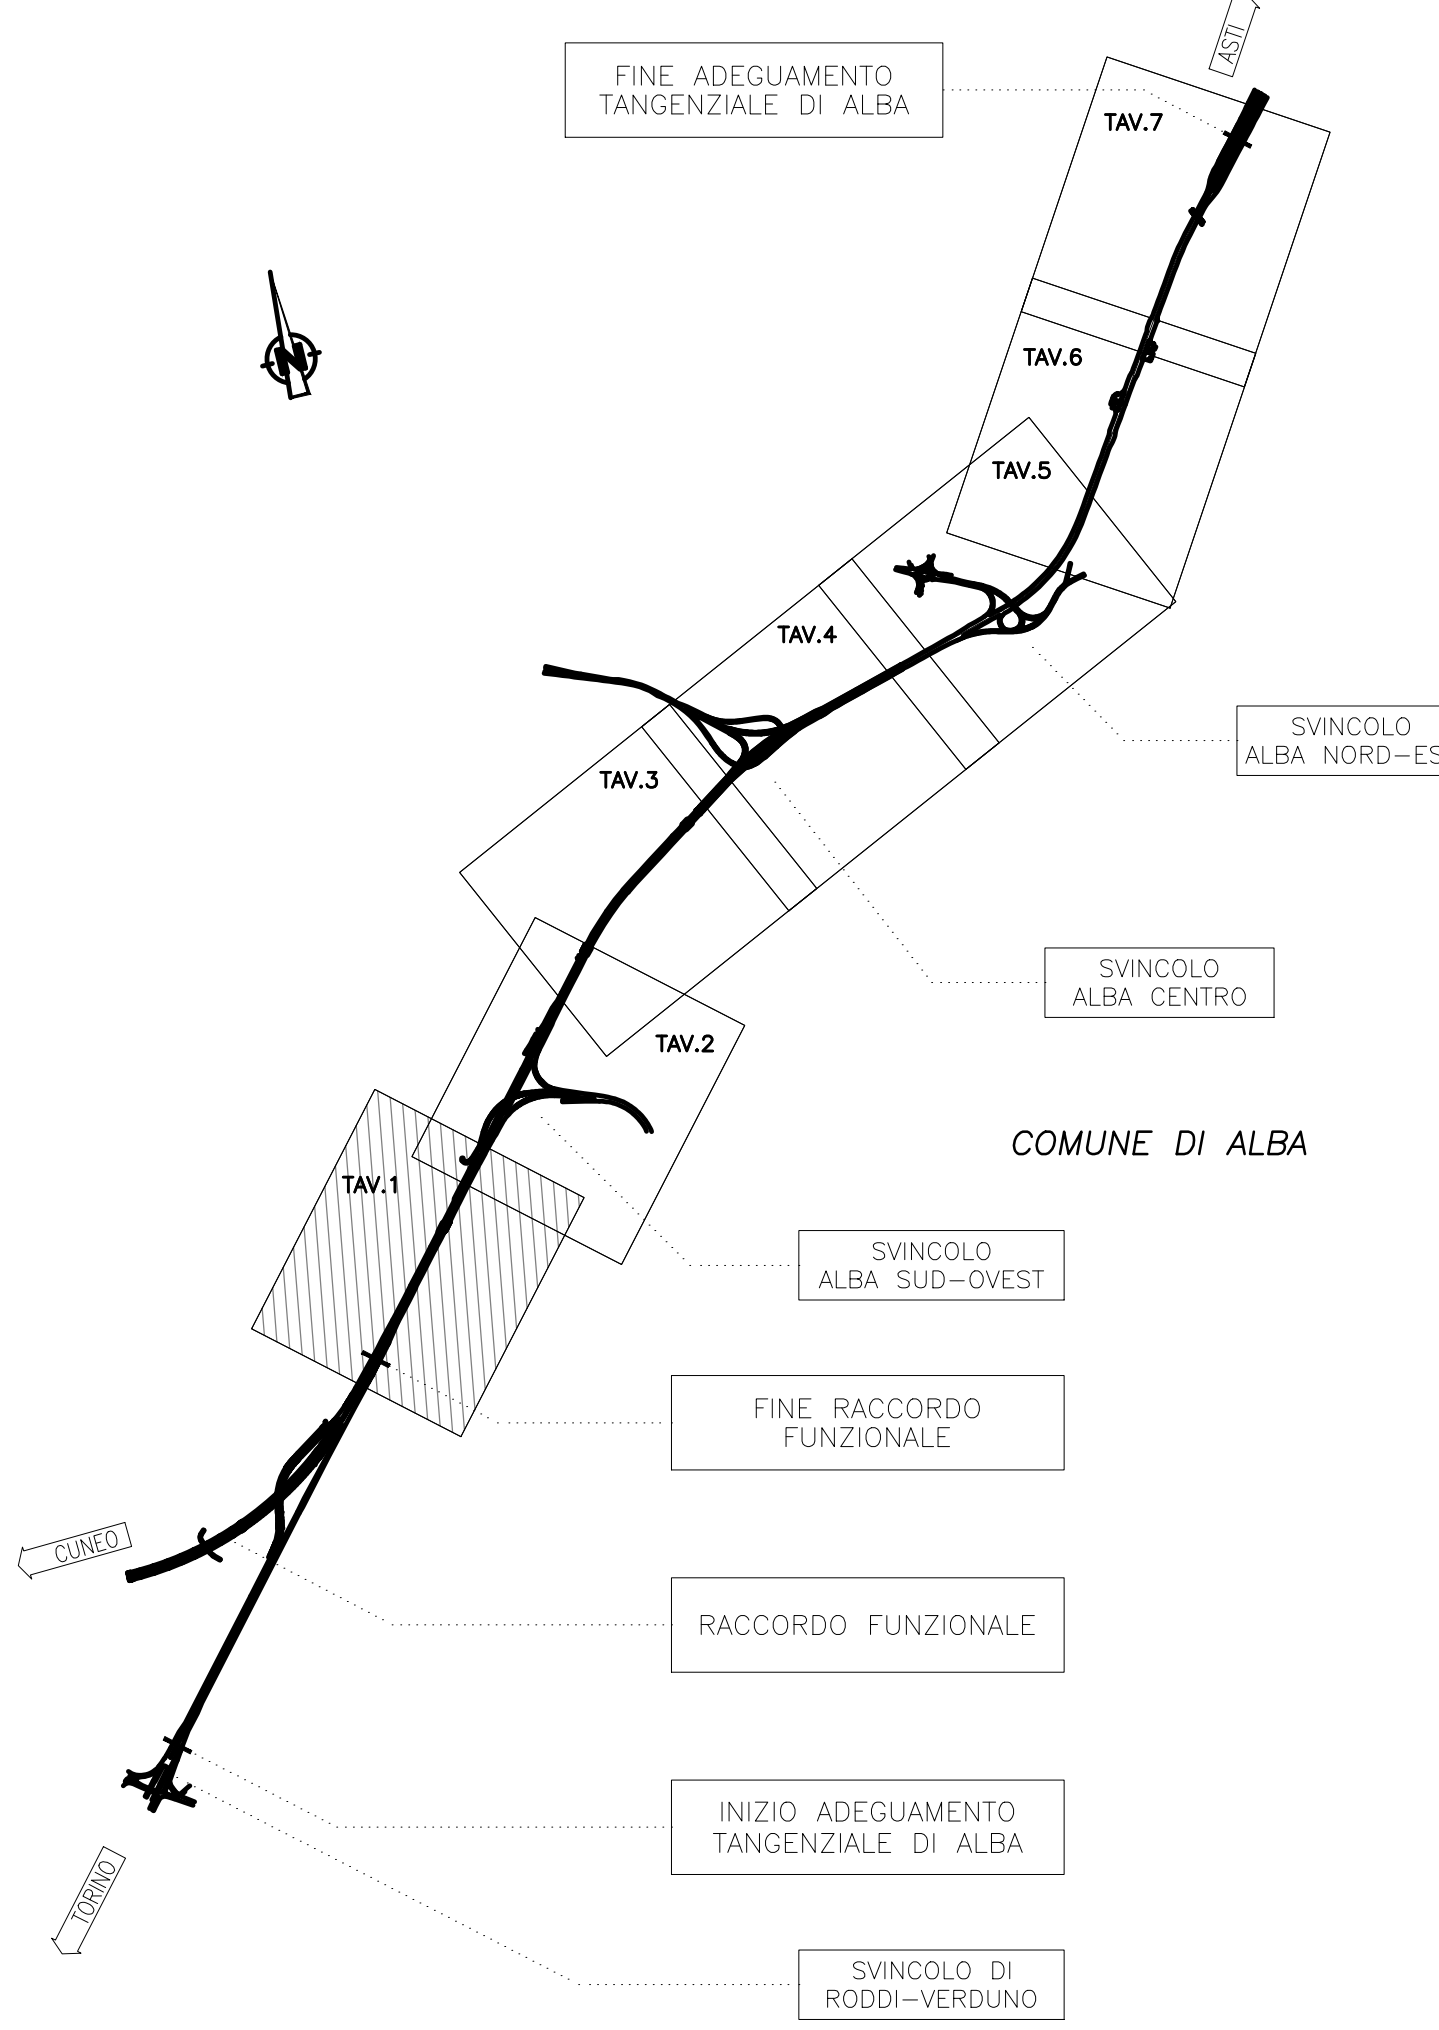 ASTI
FINE ADEGUAMENTO
TANGENZIALE DI ALBA
TAV.7
N
TAV.6
TAV.5
TAV.4
SVINCOLO
ALBA NORD-ES
TAV.3
SVINCOLO
ALBA CENTRO
TAV.2
COMUNE DI ALBA
TAV.1
SVINCOLO
ALBA SUD-OVEST
FINE RACCORDO
FUNZIONALE
CUNEO
RACCORDO FUNZIONALE
INIZIO ADEGUAMENTO
TANGENZIALE DI ALBA
TORINO
SVINCOLO DI
RODDI-VERDUNO